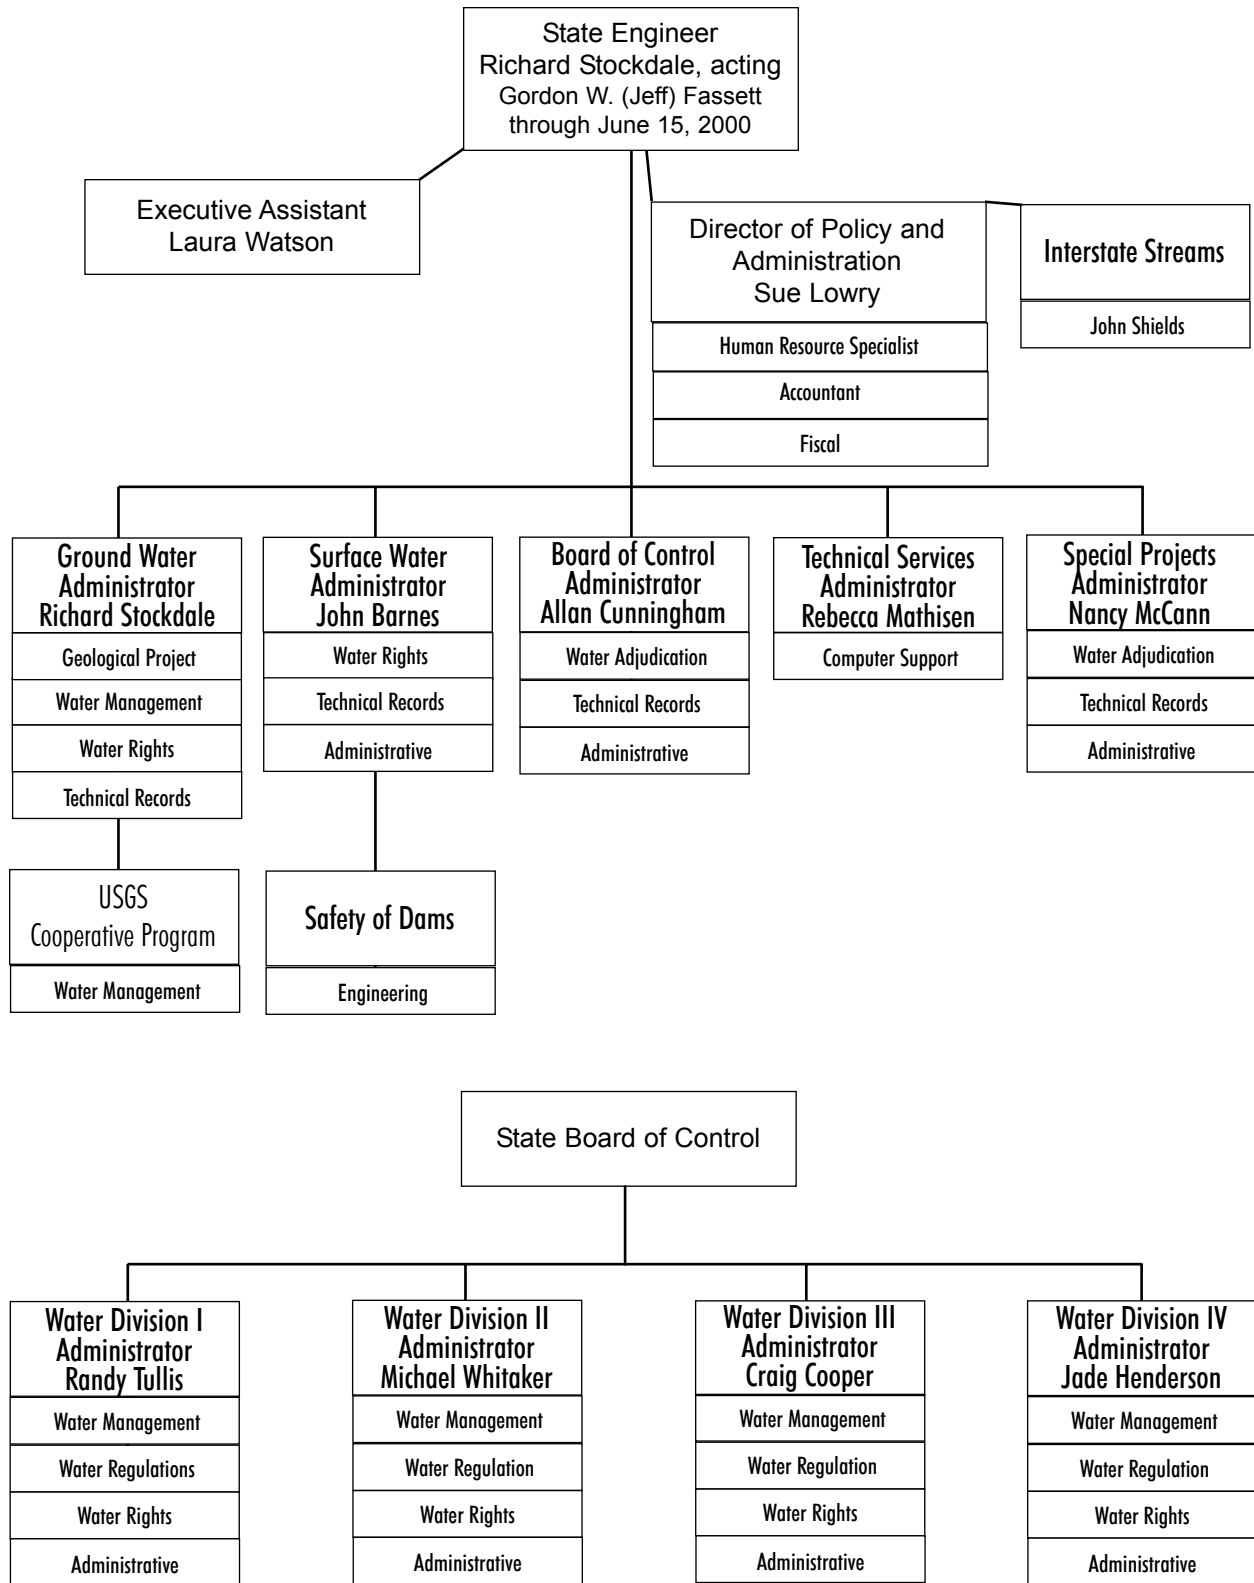 State Engineer
Richard Stockdale, acting
Gordon W. (Jeff) Fassett
through June 15, 2000
Executive Assistant
Laura Watson
Director of Policy and
Administration
Sue Lowry
Human Resource Specialist
Accountant
Fiscal
Interstate Streams
John Shields
Ground Water
Administrator
Richard Stockdale
Geological Project
Water Management
Water Rights
Technical Records
USGS
Cooperative Program
Water Management
Surface Water
Administrator
John Barnes
Water Rights
Technical Records
Administrative
Safety of Dams
Engineering
Board of Control
Administrator
Allan Cunningham
Water Adjudication
Technical Records
Administrative
Technical Services
Administrator
Rebecca Mathisen
Computer Support
Special Projects
Administrator
Nancy McCann
Water Adjudication
Technical Records
Administrative
State Board of Control
Water Division I
Administrator
Randy Tullis
Water Management
Water Regulations
Water Rights
Administrative
Water Division II
Administrator
Michael Whitaker
Water Management
Water Regulation
Water Rights
Administrative
Water Division III
Administrator
Craig Cooper
Water Management
Water Regulation
Water Rights
Administrative
Water Division IV
Administrator
Jade Henderson
Water Management
Water Regulation
Water Rights
Administrative